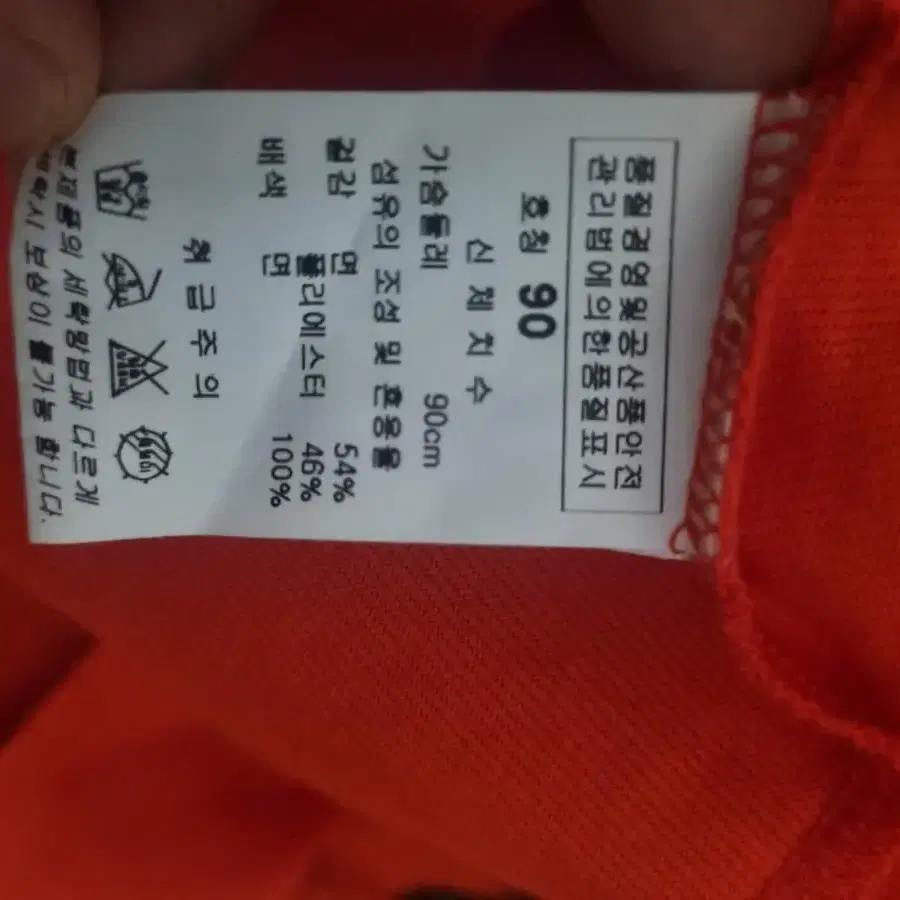 품질경영및공산품안전
관리법에의한품질표시
호칭 90
신체치수
가슴둘레 90cm
섬유의 조성 및 혼용율
겉감 면 54%
폴리에스터 46%
배색 면 100%
취급주의
본제품의 세탁방법과 다르게
세탁시 보상이 불가능 합니다.